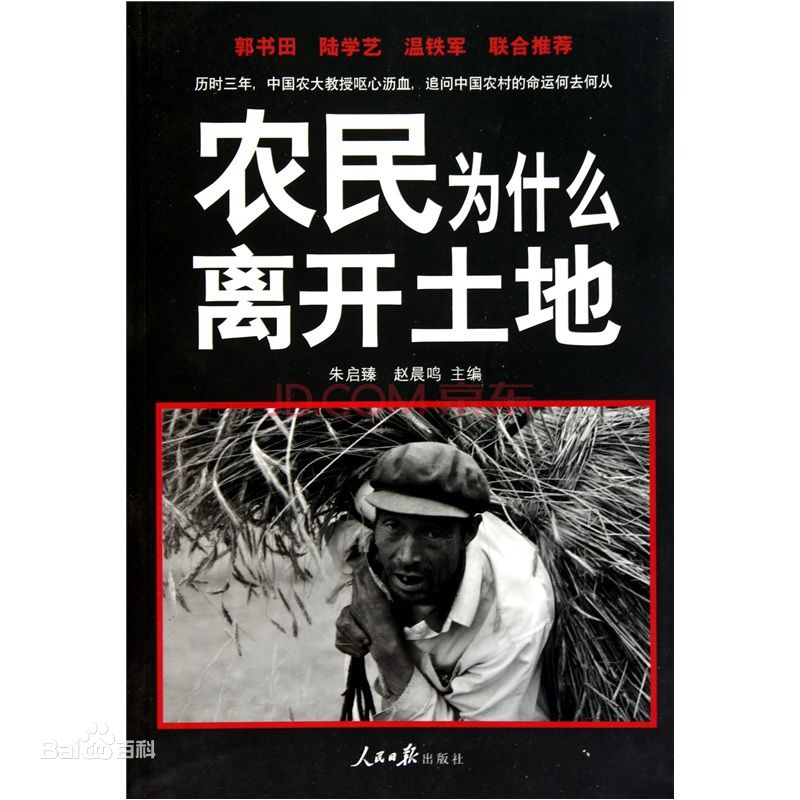 郭书田 陆学艺 温铁军 联合推荐
历时三年，中国农大教授呕心沥血，追问中国农村的命运何去何从
农民为什么
离开土地
朱启臻 赵晨鸣 主编
JD.COM 京东
人民日报出版社
Bai百科